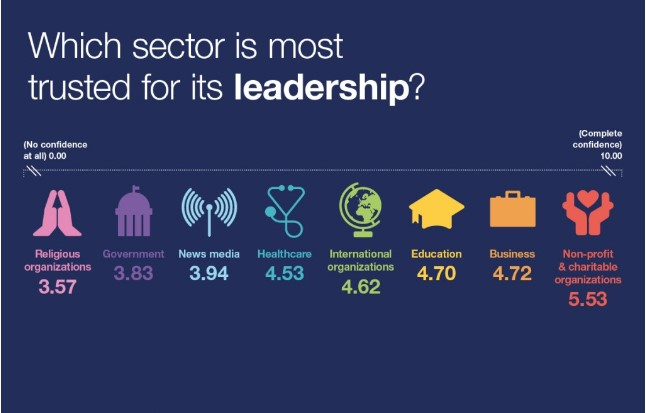 Which sector is most
trusted for its leadership?
(No confidence
at all) 0.00
(Complete
confidence)
10.00
Religious
organizations
3.57
Government
3.83
News media
3.94
Healthcare
4.53
International
organizations
4.62
Education
4.70
Business
4.72
Non-profit
& charitable
organizations
5.53